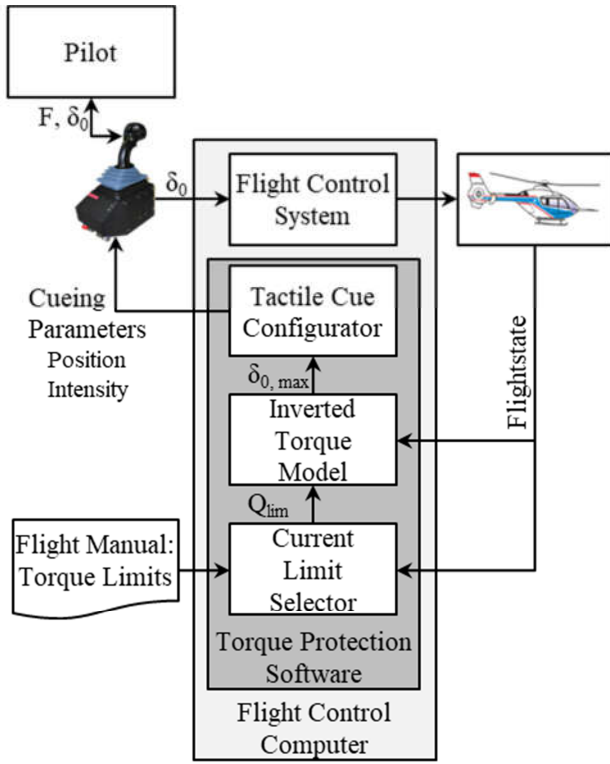 Pilot
F, δ0
δ0
Flight Control
System
Cueing
Parameters
Position
Intensity
Tactile Cue
Configurator
δ0, max
Inverted
Torque
Model
Flightstate
Qlim
Flight Manual:
Torque Limits
Current
Limit
Selector
Torque Protection
Software
Flight Control
Computer